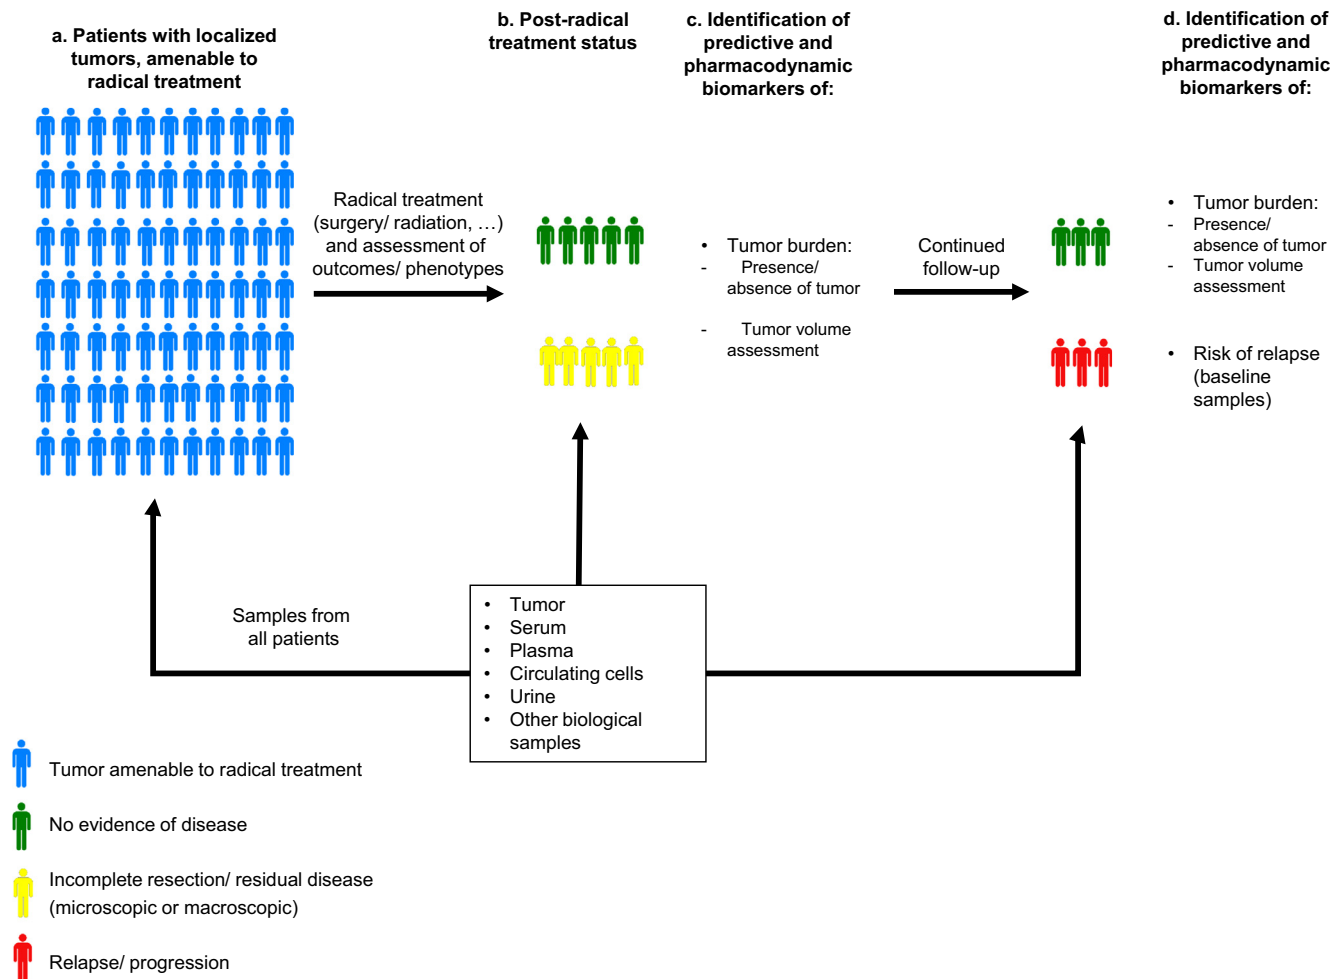 a. Patients with localized
tumors, amenable to
radical treatment
b. Post-radical
treatment status
c. Identification of
predictive and
pharmacodynamic
biomarkers of:
d. Identification of
predictive and
pharmacodynamic
biomarkers of:
Radical treatment
(surgery/ radiation, …)
and assessment of
outcomes/ phenotypes
• Tumor burden:
- Presence/
absence of tumor
- Tumor volume
assessment
Continued
follow-up
• Tumor burden:
- Presence/
absence of tumor
- Tumor volume
assessment
• Risk of relapse
(baseline
samples)
Samples from
all patients
• Tumor
• Serum
• Plasma
• Circulating cells
• Urine
• Other biological
samples
Tumor amenable to radical treatment
No evidence of disease
Incomplete resection/ residual disease
(microscopic or macroscopic)
Relapse/ progression